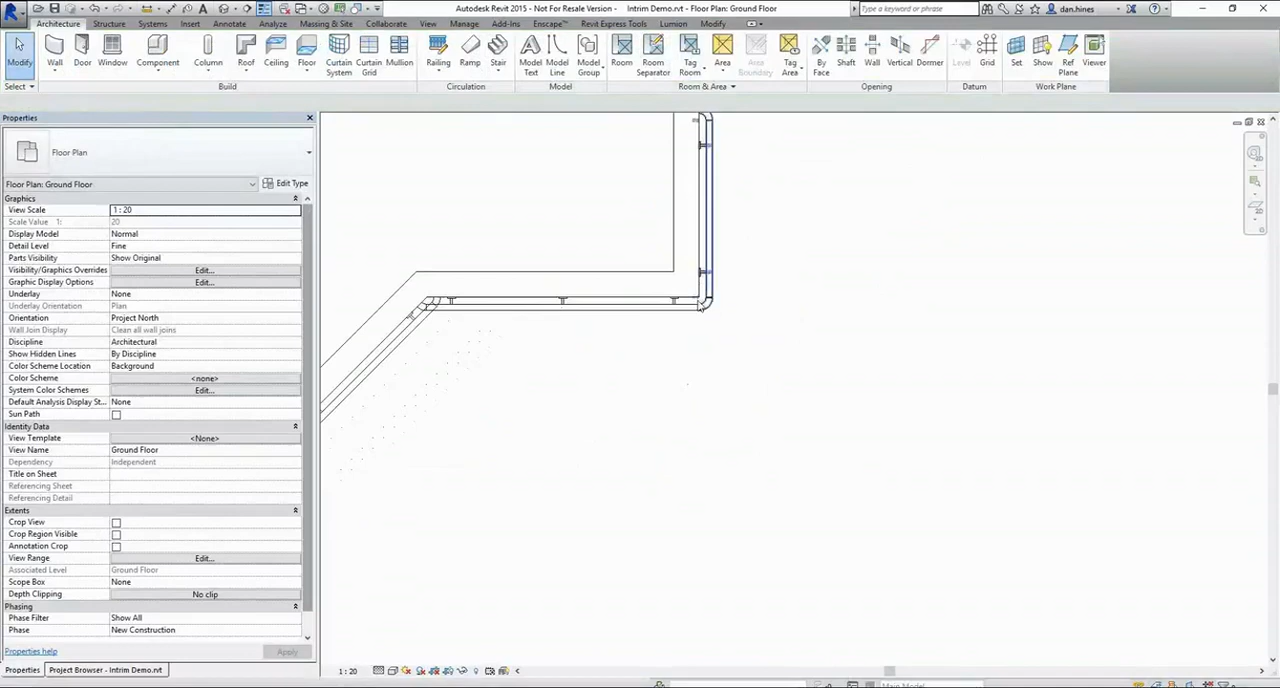 Autodesk Revit 2015 - Not For Resale Version - Intrim Demo.rvt - Floor Plan: Ground Floor
Type a keyword or phrase
dan.hines
Architecture Structure Systems Insert Annotate Analyze Massing & Site Collaborate View Manage Add-Ins Enscape™ Revit Express Tools Lumion Modify
Modify Wall Door Window Component Column Roof Ceiling Floor Curtain System Curtain Grid Mullion Railing Ramp Stair Model Text Model Line Model Group Room Room Separator Tag Room Area Area Boundary Tag Area By Face Shaft Wall Vertical Dormer Level Grid Set Show Ref Plane Viewer
Select Build Circulation Model Room & Area Opening Datum Work Plane
Properties
Floor Plan
Floor Plan: Ground Floor Edit Type
Graphics
View Scale 1 : 20
Scale Value 1: 20
Display Model Normal
Detail Level Fine
Parts Visibility Show Original
Visibility/Graphics Overrides Edit...
Graphic Display Options Edit...
Underlay None
Underlay Orientation Plan
Orientation Project North
Wall Join Display Clean all wall joins
Discipline Architectural
Show Hidden Lines By Discipline
Color Scheme Location Background
Color Scheme <none>
System Color Schemes Edit...
Default Analysis Display St... None
Sun Path
Identity Data
View Template <None>
View Name Ground Floor
Dependency Independent
Title on Sheet
Referencing Sheet
Referencing Detail
Extents
Crop View
Crop Region Visible
Annotation Crop
View Range Edit...
Associated Level Ground Floor
Scope Box None
Depth Clipping No clip
Phasing
Phase Filter Show All
Phase New Construction
Properties help Apply
Properties Project Browser - Intrim Demo.rvt
1 : 20
Main Model